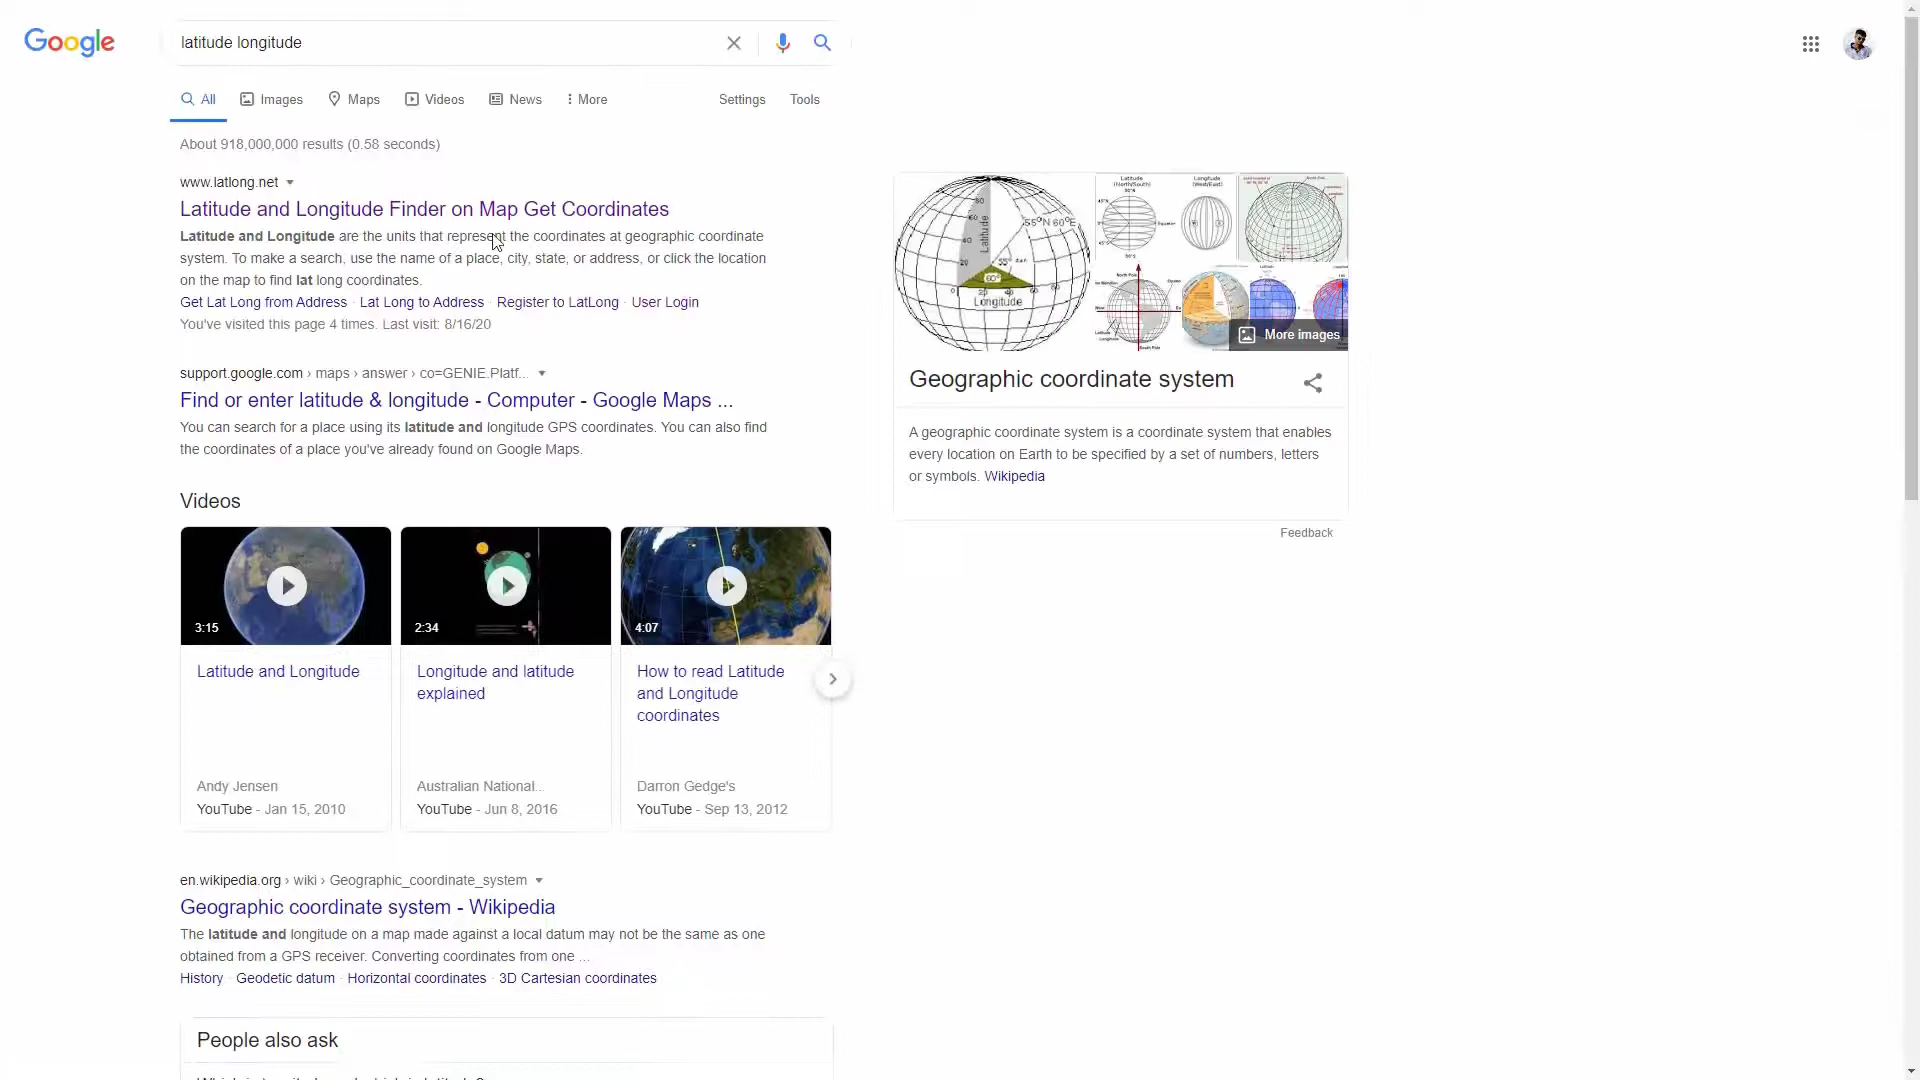 Google
latitude longitude
All
Images
Maps
Videos
News
More
Settings
Tools
About 918,000,000 results (0.58 seconds)
www.latlong.net
Latitude and Longitude Finder on Map Get Coordinates
Latitude and Longitude are the units that represent the coordinates at geographic coordinate
system. To make a search, use the name of a place, city, state, or address, or click the location
on the map to find lat long coordinates.
Get Lat Long from Address · Lat Long to Address · Register to LatLong · User Login
You've visited this page 4 times. Last visit: 8/16/20
support.google.com › maps › answer › co=GENIE.Platf...
Find or enter latitude & longitude - Computer - Google Maps ...
You can search for a place using its latitude and longitude GPS coordinates. You can also find
the coordinates of a place you've already found on Google Maps.
Videos
3:15
2:34
4:07
Latitude and Longitude
Longitude and latitude
explained
How to read Latitude
and Longitude
coordinates
Andy Jensen
YouTube - Jan 15, 2010
Australian National...
YouTube - Jun 8, 2016
Darron Gedge's
YouTube - Sep 13, 2012
en.wikipedia.org › wiki › Geographic_coordinate_system
Geographic coordinate system - Wikipedia
The latitude and longitude on a map made against a local datum may not be the same as one
obtained from a GPS receiver. Converting coordinates from one ...
History · Geodetic datum · Horizontal coordinates · 3D Cartesian coordinates
People also ask
Latitude
55°N 60°E
Longitude
Latitude
(North/South)
Longitude
(West/East)
North Pole
South Pole
More images
Geographic coordinate system
A geographic coordinate system is a coordinate system that enables
every location on Earth to be specified by a set of numbers, letters
or symbols. Wikipedia
Feedback